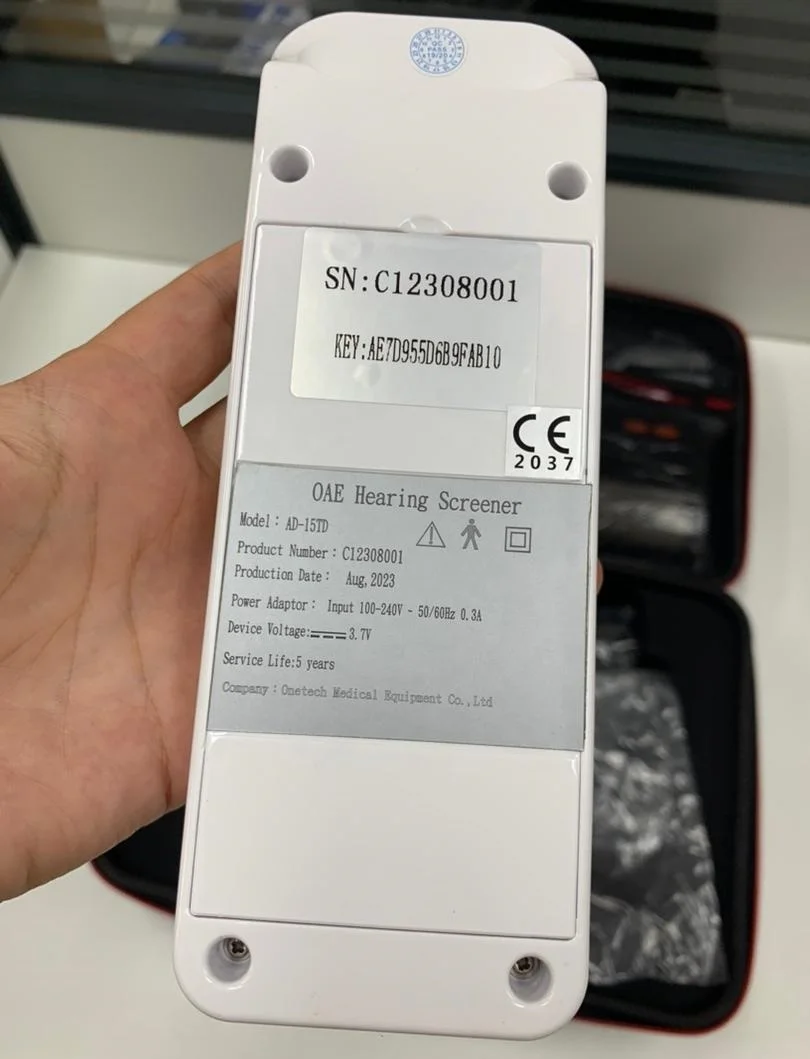 QC
PASS
SN:C12308001
KEY:AE7D955D6B9FAB10
CE
2037
OAE Hearing Screener
Model: AD-15TD
Product Number: C12308001
Production Date: Aug,2023
Power Adaptor: Input 100-240V - 50/60Hz 0.3A
Device Voltage: 3.7V
Service Life:5 years
Company: Onetech Medical Equipment Co.,Ltd